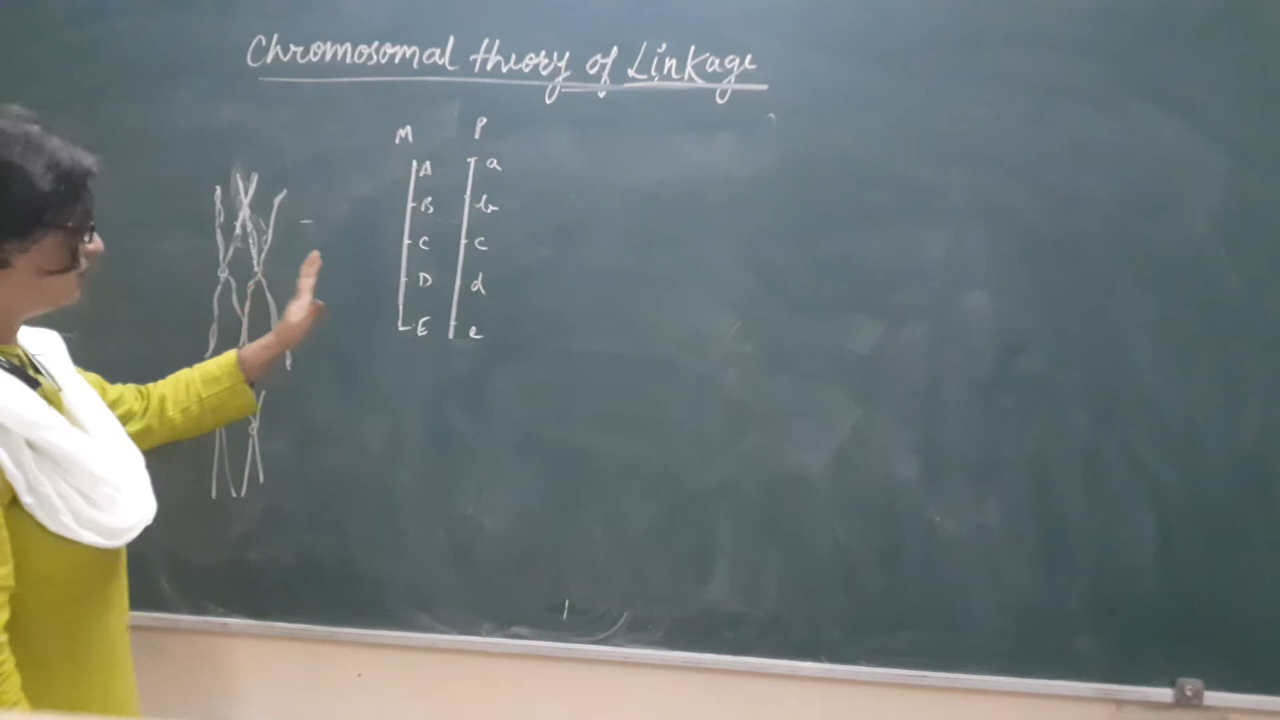 Chromosomal theory of Linkage
M P
A a
B b
C c
D d
E e